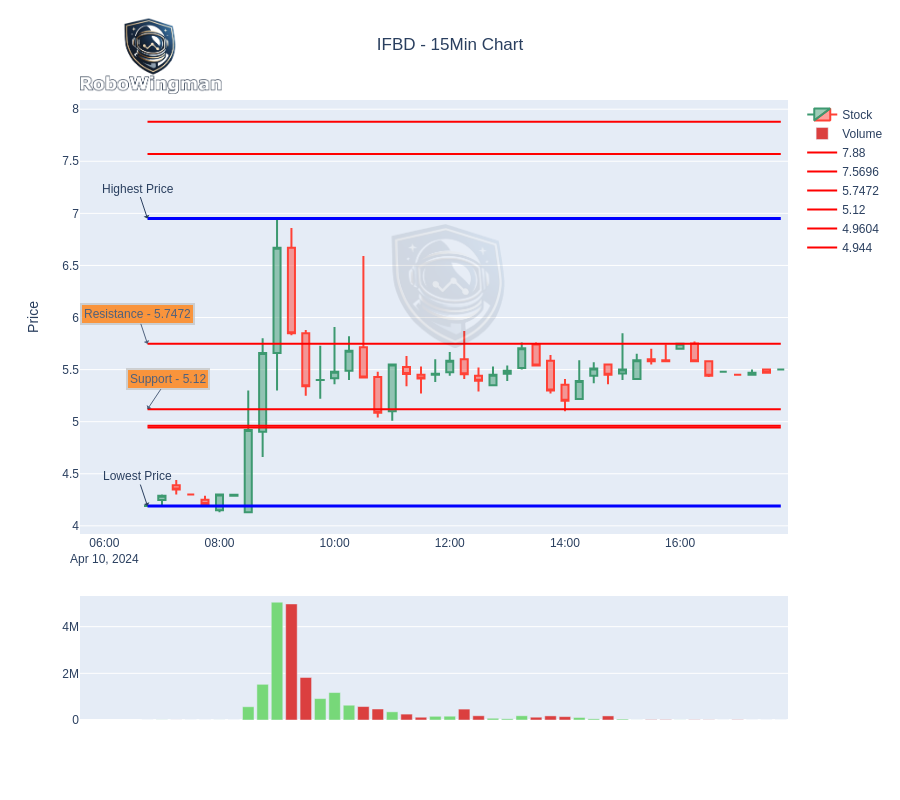 RoboWingman
IFBD - 15Min Chart
Stock
Volume
7.88
7.5696
5.7472
5.12
4.9604
4.944
Price
8
7.5
7
6.5
6
5.5
5
4.5
4
Highest Price
Resistance - 5.7472
Support - 5.12
Lowest Price
06:00
08:00
10:00
12:00
14:00
16:00
Apr 10, 2024
4M
2M
0